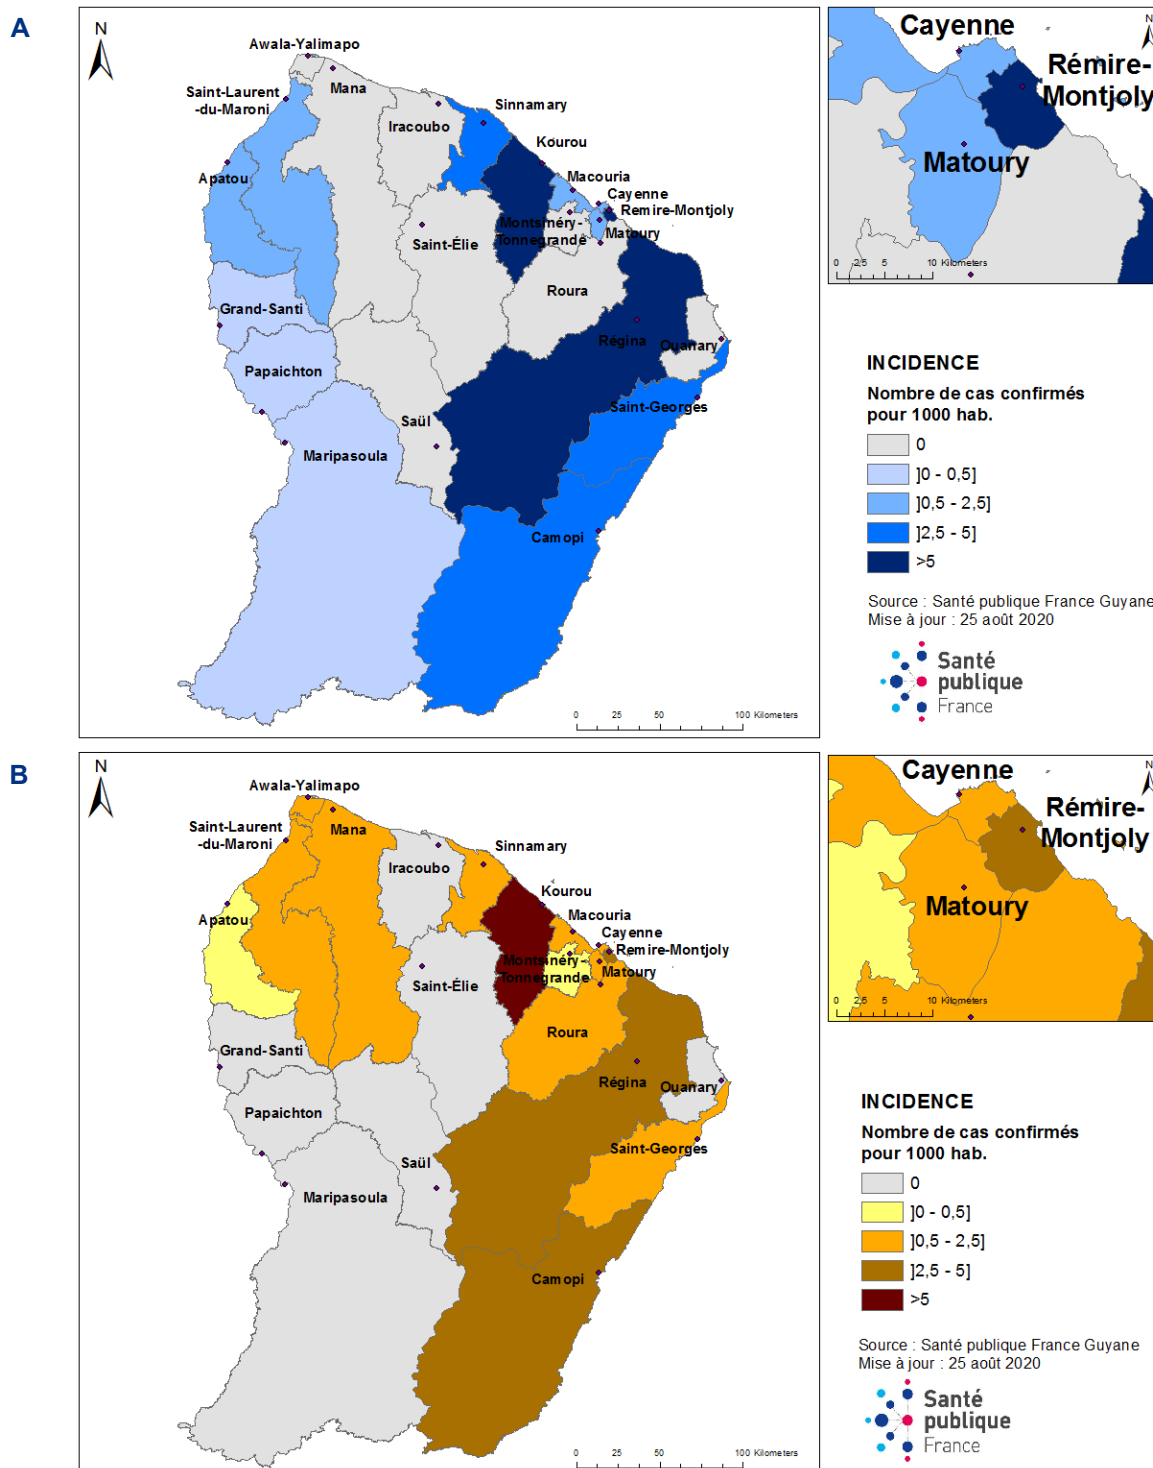 A
N
Awala-Yalimapo
Mana
Saint-Laurent
-du-Maroni
Iracoubo
Sinnamary
Kourou
Apatou
Macouria
Cayenne
Remire-Montjoly
Montsinéry-
Tonnegrande
Matoury
Saint-Élie
Roura
Grand-Santi
Régina
Ouanary
Papaichton
Saint-Georges
Saül
Maripasoula
Camopi
0 25 50 100 Kilometers
Cayenne
N
Rémire-
Montjoly
Matoury
0 2,5 5 10 Kilometers
INCIDENCE
Nombre de cas confirmés
pour 1000 hab.
0
]0 - 0,5]
]0,5 - 2,5]
]2,5 - 5]
>5
Source : Santé publique France Guyane
Mise à jour : 25 août 2020
Santé
publique
France
B
N
Awala-Yalimapo
Mana
Saint-Laurent
-du-Maroni
Iracoubo
Sinnamary
Kourou
Apatou
Macouria
Cayenne
Remire-Montjoly
Montsinéry-
Tonnegrande
Matoury
Saint-Élie
Roura
Grand-Santi
Régina
Ouanary
Papaichton
Saint-Georges
Saül
Maripasoula
Camopi
0 25 50 100 Kilometers
Cayenne
N
Rémire-
Montjoly
Matoury
0 2,5 5 10 Kilometers
INCIDENCE
Nombre de cas confirmés
pour 1000 hab.
0
]0 - 0,5]
]0,5 - 2,5]
]2,5 - 5]
>5
Source : Santé publique France Guyane
Mise à jour : 25 août 2020
Santé
publique
France